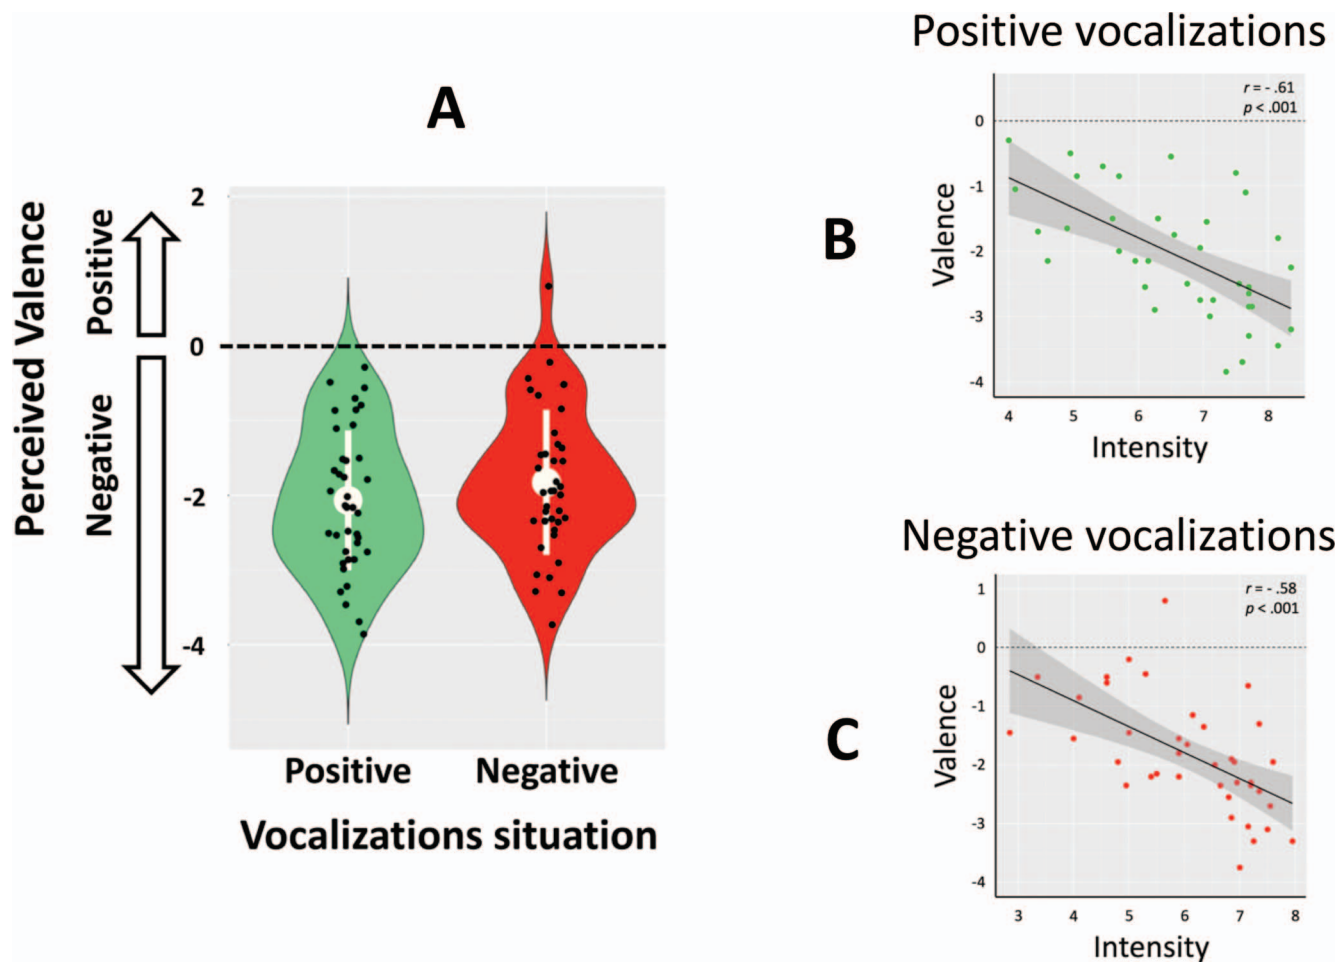 A
Perceived Valence
Positive
Negative
2
0
-2
-4
Positive
Negative
Vocalizations situation
Positive vocalizations
B
r = - .61
p < .001
Valence
0
-1
-2
-3
-4
4 5 6 7 8
Intensity
Negative vocalizations
C
r = - .58
p < .001
Valence
1
0
-1
-2
-3
-4
3 4 5 6 7 8
Intensity